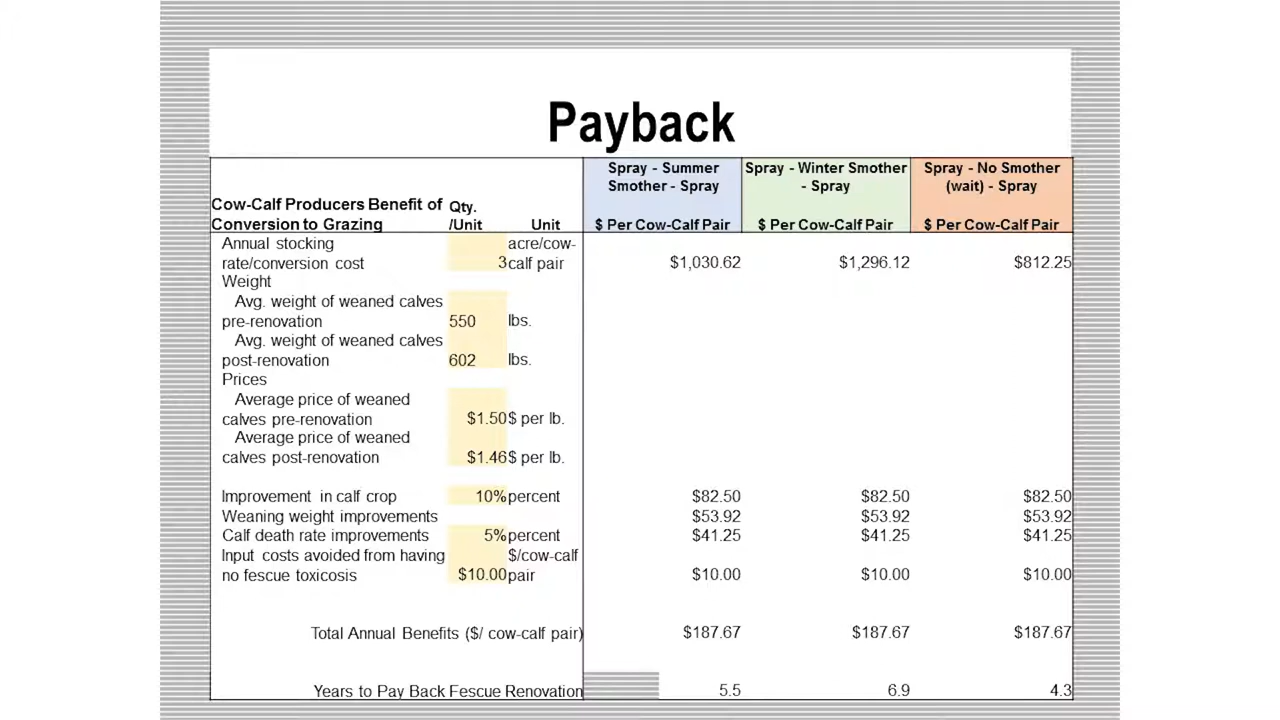 Payback
Spray - Summer Spray - Winter Smother Spray - No Smother
Smother - Spray - Spray (wait) - Spray
Cow-Calf Producers Benefit of Qty.
Conversion to Grazing /Unit Unit $ Per Cow-Calf Pair $ Per Cow-Calf Pair $ Per Cow-Calf Pair
Annual stocking acre/cow-
rate/conversion cost 3 calf pair $1,030.62 $1,296.12 $812.25
Weight
Avg. weight of weaned calves
pre-renovation 550 lbs.
Avg. weight of weaned calves
post-renovation 602 lbs.
Prices
Average price of weaned
calves pre-renovation $1.50 $ per lb.
Average price of weaned
calves post-renovation $1.46 $ per lb.
Improvement in calf crop 10% percent $82.50 $82.50 $82.50
Weaning weight improvements $53.92 $53.92 $53.92
Calf death rate improvements 5% percent $41.25 $41.25 $41.25
Input costs avoided from having $/cow-calf
no fescue toxicosis $10.00 pair $10.00 $10.00 $10.00
Total Annual Benefits ($/ cow-calf pair) $187.67 $187.67 $187.67
Years to Pay Back Fescue Renovation 5.5 6.9 4.3